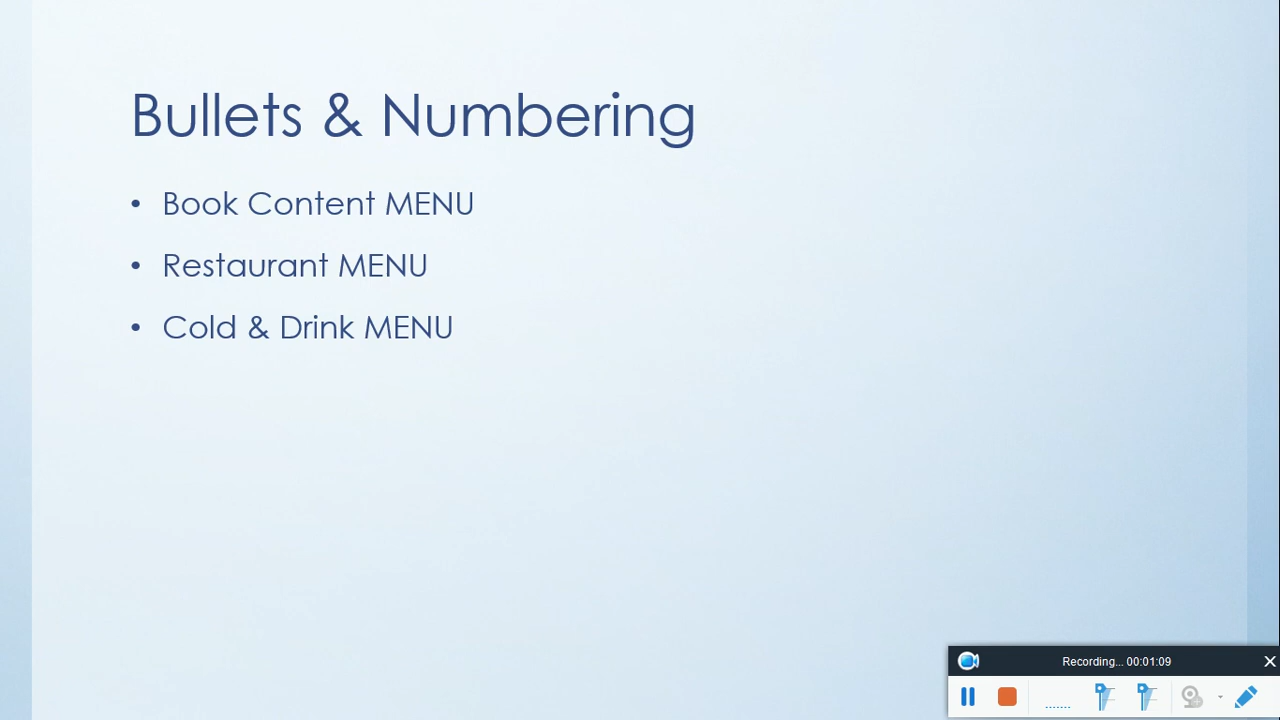 Bullets & Numbering
• Book Content MENU
• Restaurant MENU
• Cold & Drink MENU
Recording... 00:01:09